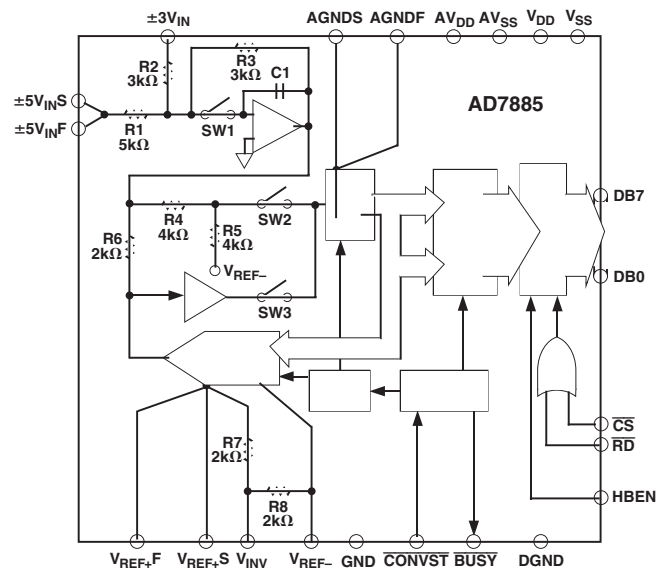 AGNDS
AGNDF
AVDD
AVSS
VDD
VSS
±3VIN
R2
3kΩ
R3
3kΩ
C1
±5VINS
±5VINF
R1
5kΩ
SW1
AD7885
R6
2kΩ
R4
4kΩ
R5
4kΩ
SW2
VREF–
SW3
DB7
DB0
R7
2kΩ
R8
2kΩ
CS
RD
HBEN
VREF+F
VREF+S
VINV
VREF–
GND
CONVST
BUSY
DGND